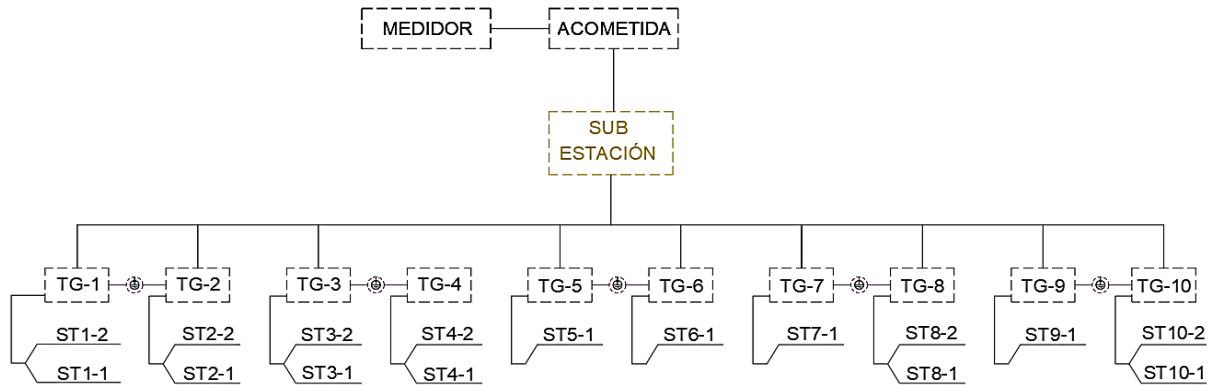 MEDIDOR
ACOMETIDA
SUB
ESTACIÓN
TG-1
TG-2
TG-3
TG-4
TG-5
TG-6
TG-7
TG-8
TG-9
TG-10
ST1-2
ST2-2
ST3-2
ST4-2
ST5-1
ST6-1
ST7-1
ST8-2
ST9-1
ST10-2
ST1-1
ST2-1
ST3-1
ST4-1
ST8-1
ST10-1